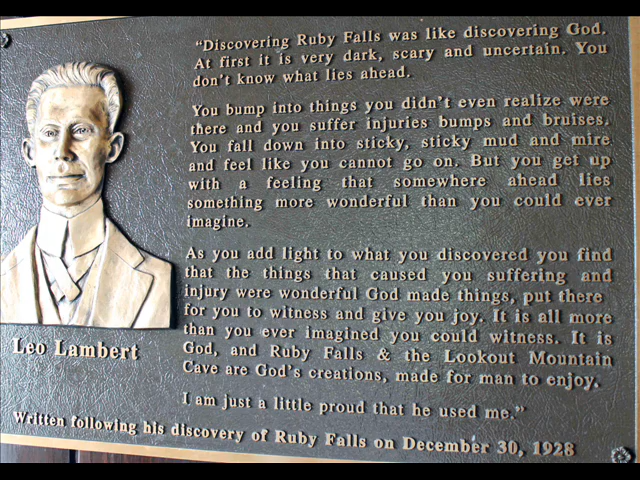 “Discovering Ruby Falls was like discovering God.
At first it is very dark, scary and uncertain. You
don't know what lies ahead.
You bump into things you didn't even realize were
there and you suffer injuries bumps and bruises.
You fall down into sticky, sticky mud and mire
and feel like you cannot go on. But you get up
with a feeling that somewhere ahead lies
something more wonderful than you could ever
imagine.
As you add light to what you discovered you find
that the things that caused you suffering and
injury were wonderful God made things, put there
for you to witness and give you joy. It is all more
than you ever imagined you could witness. It is
God, and Ruby Falls & the Lookout Mountain
Cave are God's creations, made for man to enjoy.
I am just a little proud that he used me.”
Leo Lambert
Written following his discovery of Ruby Falls on December 30, 1928